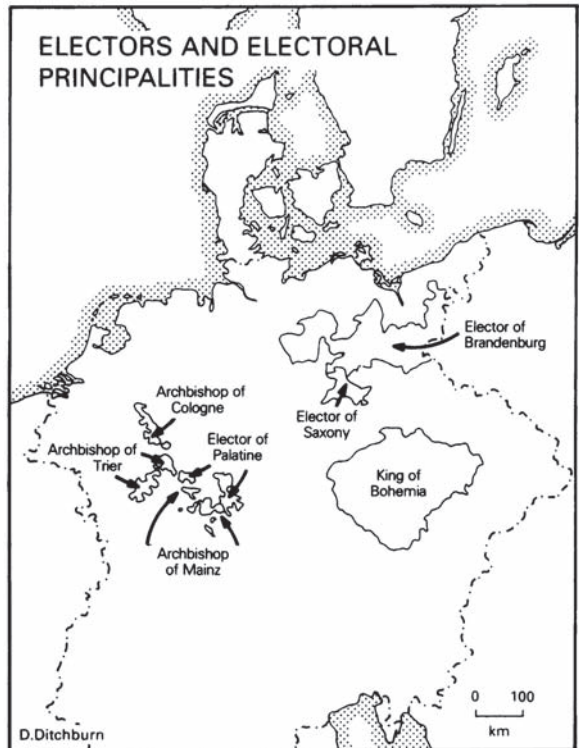 ELECTORS AND ELECTORAL
PRINCIPALITIES
Elector of
Brandenburg
Archbishop of
Cologne
Elector of
Saxony
Archbishop of
Trier
Elector of
Palatine
King of
Bohemia
Archbishop
of Mainz
0 100
km
D.Ditchburn